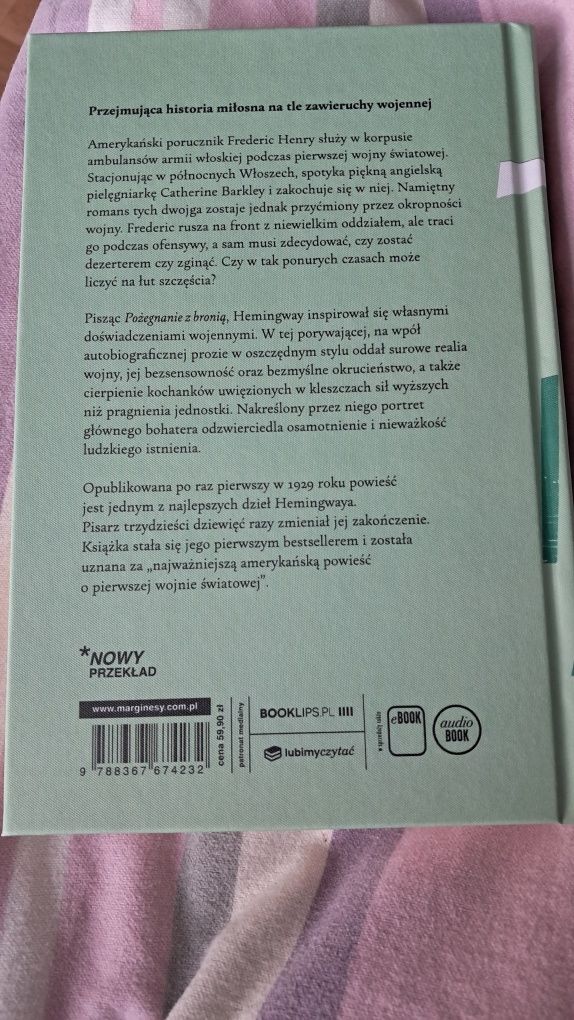 Przejmująca historia miłosna na tle zawieruchy wojennej
Amerykański porucznik Frederic Henry służy w korpusie
ambulansów armii włoskiej podczas pierwszej wojny światowej.
Stacjonując w północnych Włoszech, spotyka piękną angielską
pielęgniarkę Catherine Barkley i zakochuje się w niej. Namiętny
romans tych dwojga zostaje jednak przyćmiony przez okropności
wojny. Frederic rusza na front z niewielkim oddziałem, ale traci
go podczas ofensywy, a sam musi zdecydować, czy zostać
dezerterem czy zginąć. Czy w tak ponurych czasach może
liczyć na łut szczęścia?
Pisząc Pożegnanie z bronią, Hemingway inspirował się własnymi
doświadczeniami wojennymi. W tej porywającej, na wpół
autobiograficznej prozie w oszczędnym stylu oddał surowe realia
wojny, jej bezsensowność oraz bezmyślne okrucieństwo, a także
cierpienie kochanków uwięzionych w kleszczach sił wyższych
niż pragnienia jednostki. Nakreślony przez niego portret
głównego bohatera odzwierciedla osamotnienie i nieważkość
ludzkiego istnienia.
Opublikowana po raz pierwszy w 1929 roku powieść
jest jednym z najlepszych dzieł Hemingwaya.
Pisarz trzydzieści dziewięć razy zmieniał jej zakończenie.
Książka stała się jego pierwszym bestsellerem i została
uznana za „najważniejszą amerykańską powieść
o pierwszej wojnie światowej”.
*NOWY
PRZEKŁAD
www.marginesy.com.pl
9 788367 674232
cena 59,90 zł
patronat medialny
BOOKLIPS.PL
lubimyczytać
w sprzedaży także
eBOOK
audio
BOOK